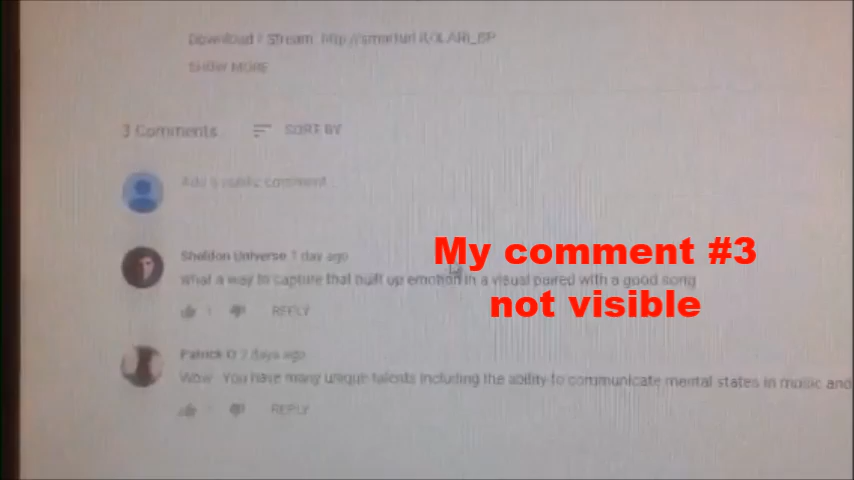 Download / Stream: http://smarturl.it/
SHOW MORE
3 Comments
SORT BY
Add a public comment...
Sheldon Universe 1 day ago
what a way to capture that built up emotion in a visual paired with a good song
REPLY
My comment #3
not visible
Patrick O 2 days ago
Wow - You have many unique talents including the ability to communicate mental states in music and
REPLY